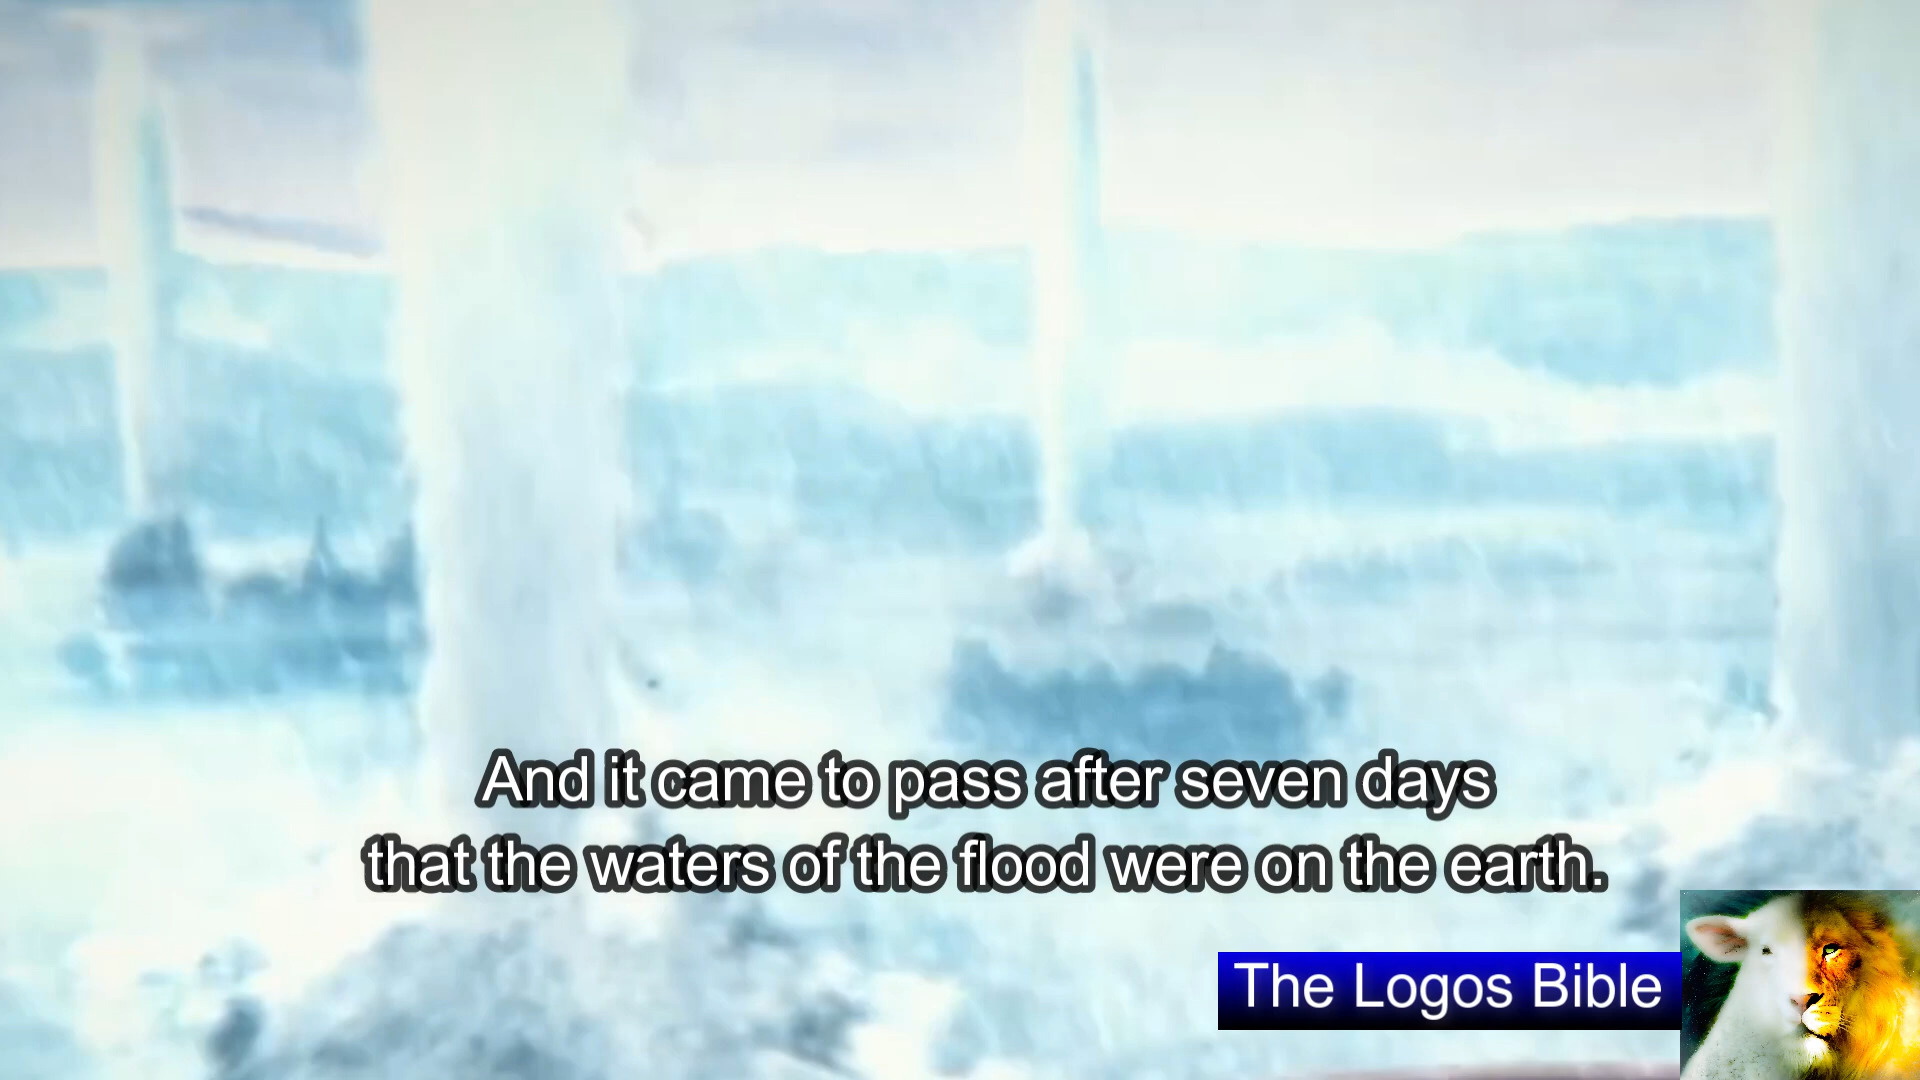 And it came to pass after seven days
that the waters of the flood were on the earth.
The Logos Bible